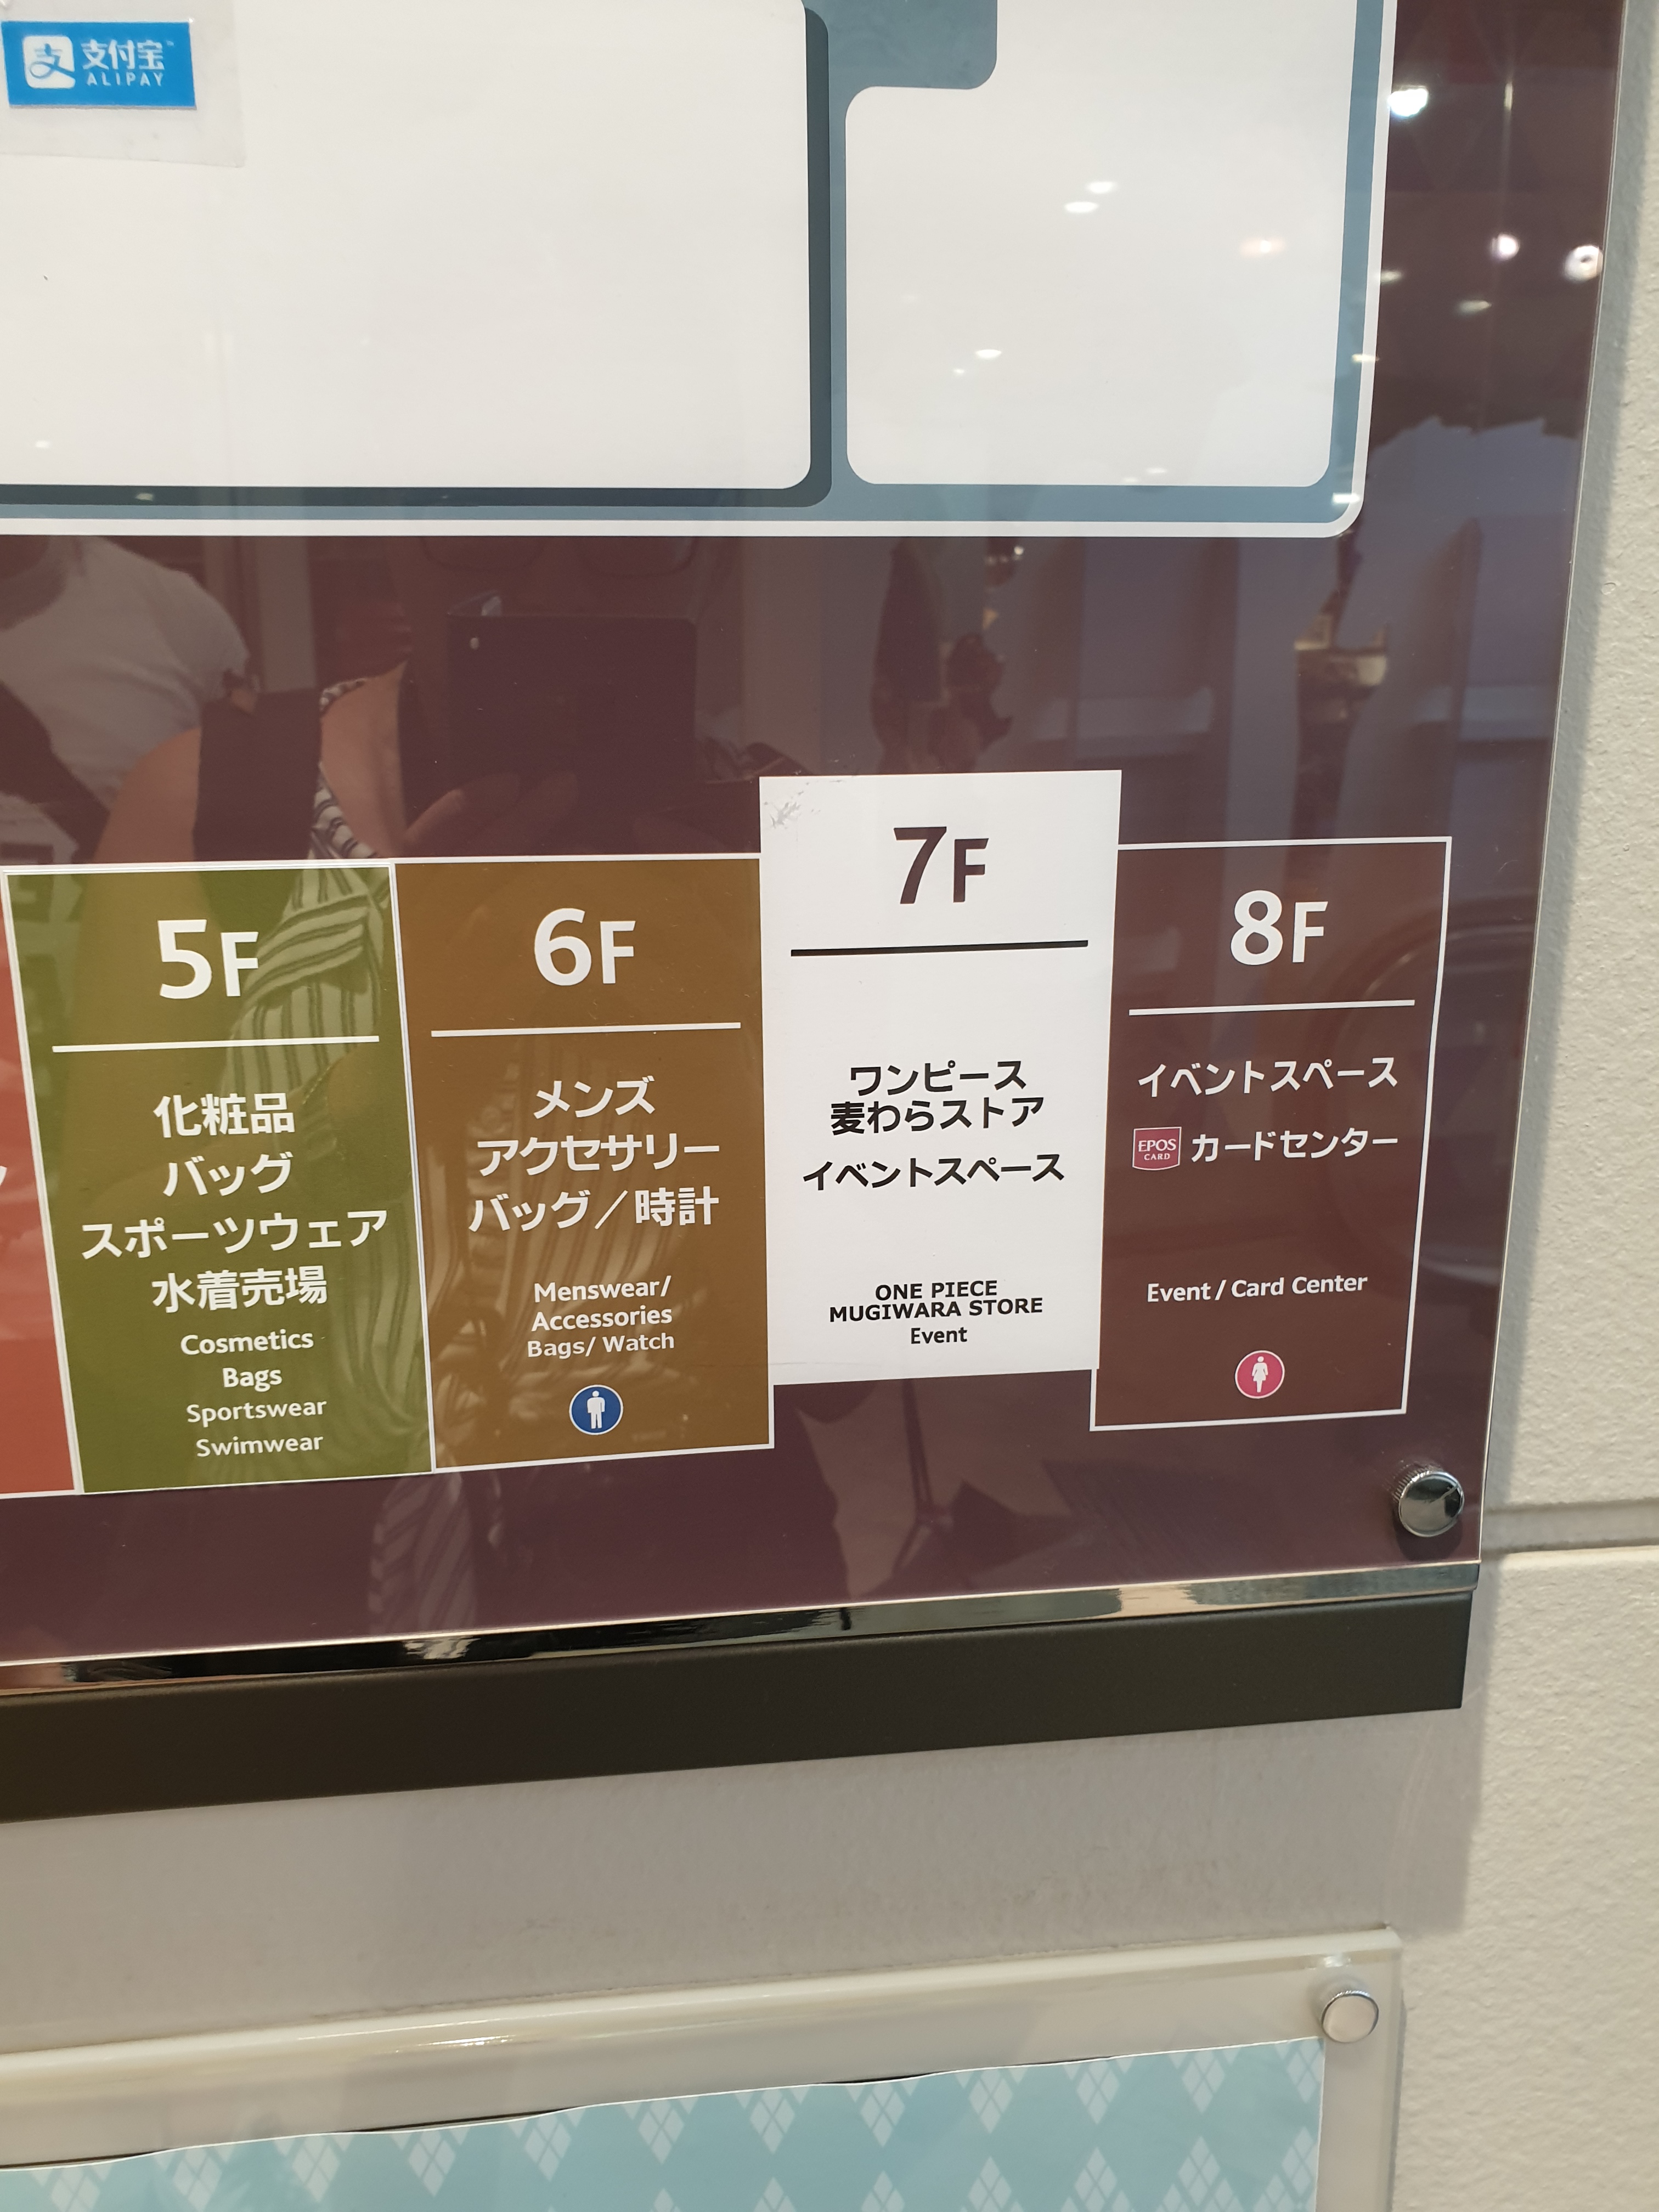 支付宝™
ALIPAY
5F
化粧品
バッグ
スポーツウェア
水着売場
Cosmetics
Bags
Sportswear
Swimwear
6F
メンズ
アクセサリー
バッグ／時計
Menswear/
Accessories
Bags/ Watch
7F
ワンピース
麦わらストア
イベントスペース
ONE PIECE
MUGIWARA STORE
Event
8F
イベントスペース
EPOS CARD カードセンター
Event / Card Center